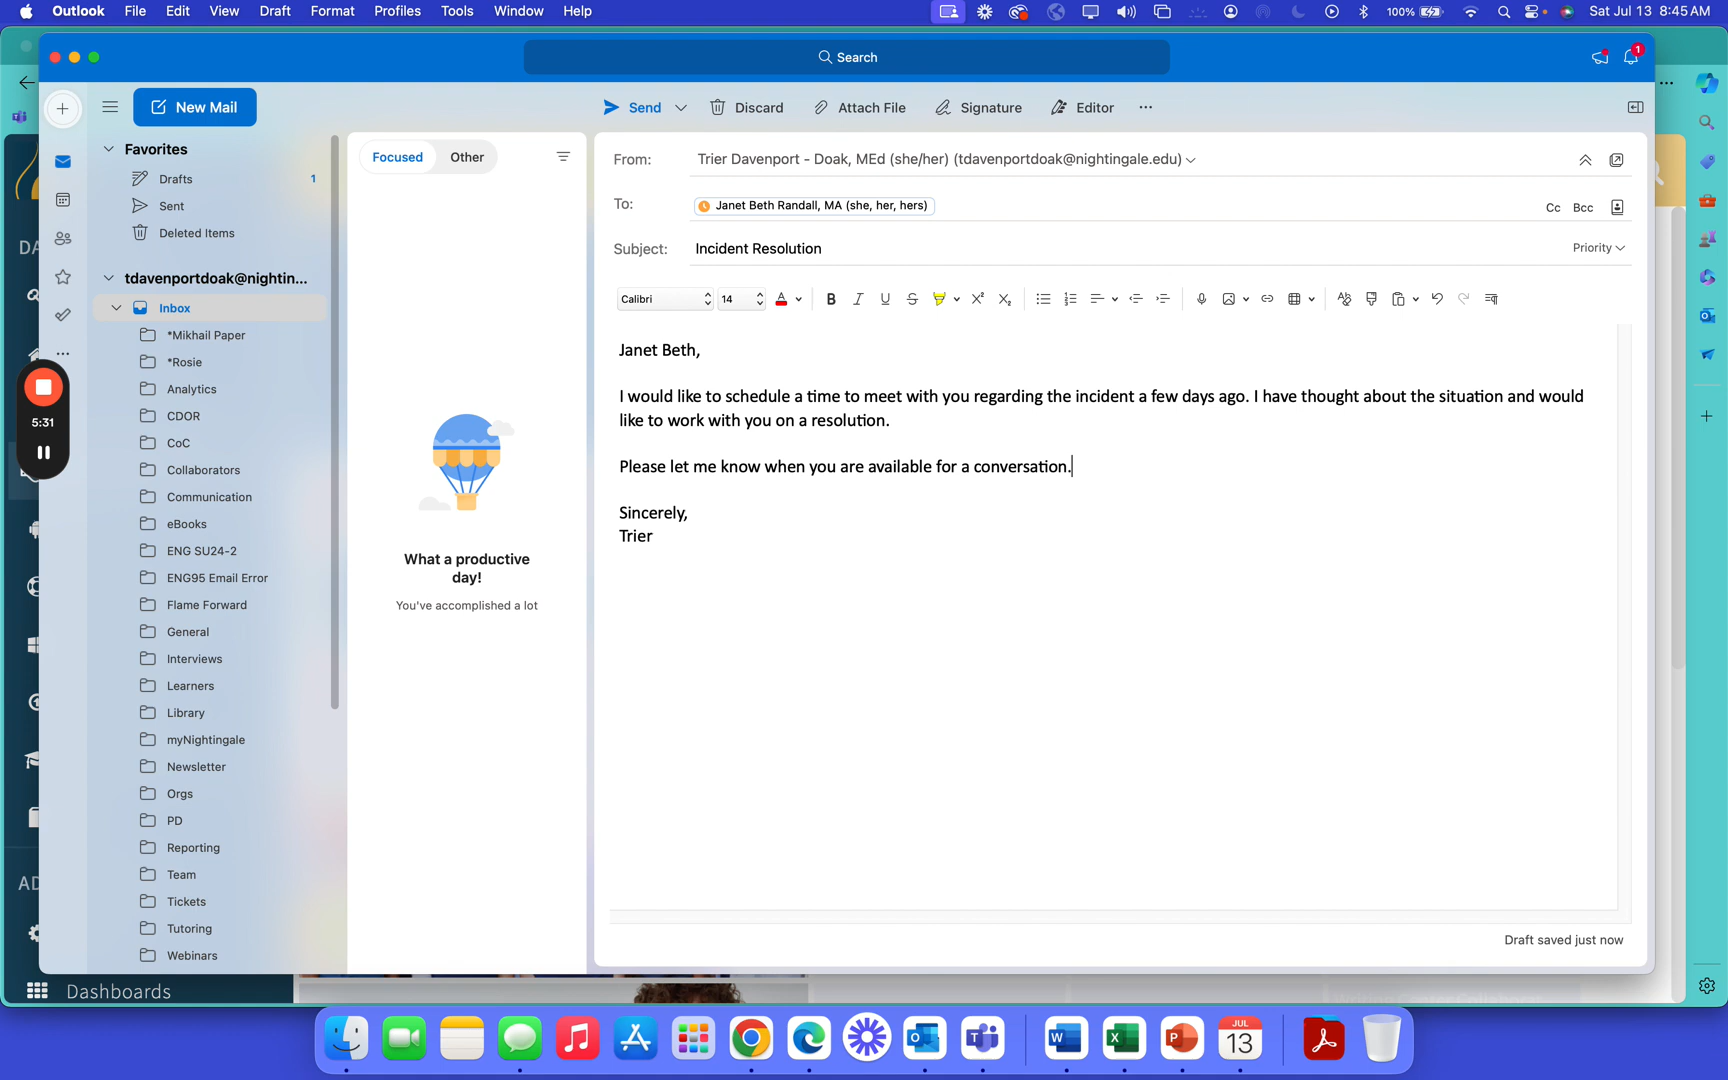 Outlook File Edit View Draft Format Profiles Tools Window Help
100%
Sat Jul 13 8:45 AM
Search
1
New Mail
Send
Discard
Attach File
Signature
Editor
Favorites
Drafts 1
Sent
Deleted Items
tdavenportdoak@nightin...
Inbox
*Mikhail Paper
*Rosie
Analytics
CDOR
CoC
Collaborators
Communication
eBooks
ENG SU24-2
ENG95 Email Error
Flame Forward
General
Interviews
Learners
Library
myNightingale
Newsletter
Orgs
PD
Reporting
Team
Tickets
Tutoring
Webinars
5:31
Focused Other
What a productive
day!
You've accomplished a lot
From: Trier Davenport - Doak, MEd (she/her) (tdavenportdoak@nightingale.edu)
To: Janet Beth Randall, MA (she, her, hers)
Cc Bcc
Subject: Incident Resolution
Priority
Calibri 14
Janet Beth,
I would like to schedule a time to meet with you regarding the incident a few days ago. I have thought about the situation and would
like to work with you on a resolution.
Please let me know when you are available for a conversation.
Sincerely,
Trier
Draft saved just now
Dashboards
JUL
13